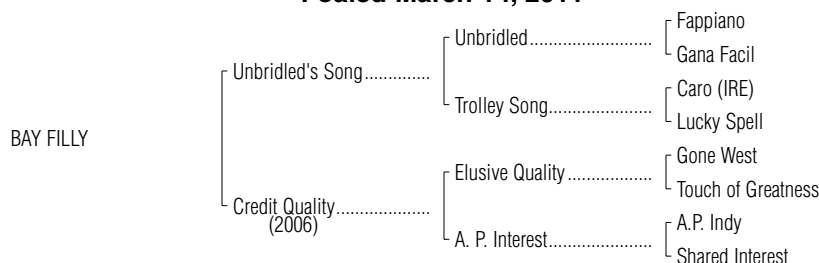 Foaled March 14, 2011
Fappiano
Unbridled
Gana Facil
Unbridled's Song
Caro (IRE)
Trolley Song
Lucky Spell
BAY FILLY
Gone West
Elusive Quality
Touch of Greatness
Credit Quality
(2006)
A.P. Indy
A. P. Interest
Shared Interest